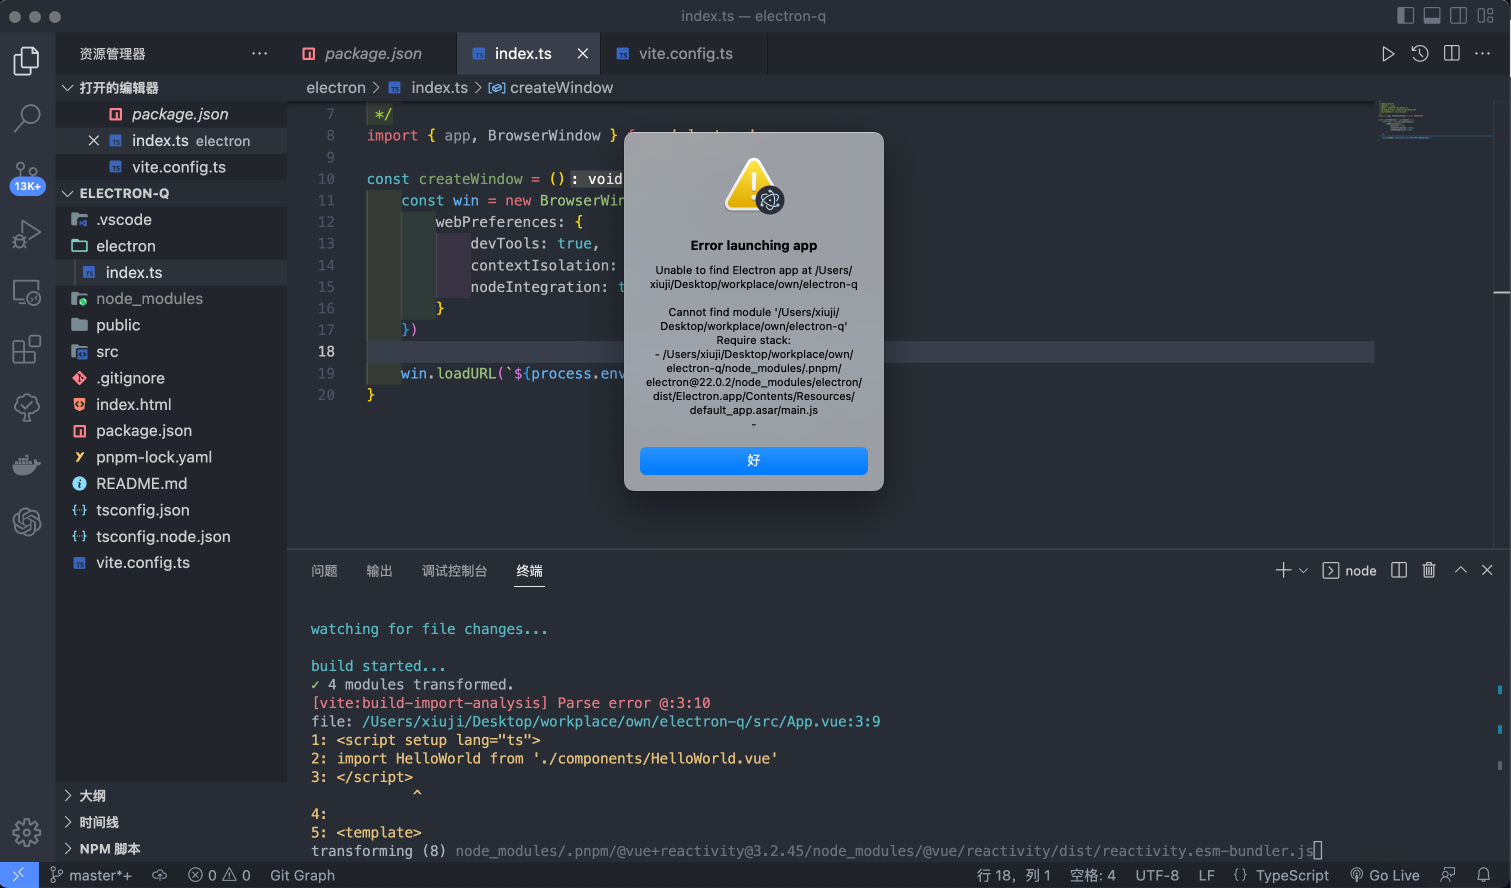 index.ts — electron-q
资源管理器
package.json
index.ts
vite.config.ts
打开的编辑器
package.json
index.ts electron
vite.config.ts
13K+
ELECTRON-Q
.vscode
electron
index.ts
node_modules
public
src
.gitignore
index.html
package.json
pnpm-lock.yaml
README.md
tsconfig.json
tsconfig.node.json
vite.config.ts
大纲
时间线
NPM 脚本
electron > index.ts > createWindow
7 */
8 import { app, BrowserWindow }
9
10 const createWindow = (): void
11 const win = new BrowserWin
12 webPreferences: {
13 devTools: true,
14 contextIsolation:
15 nodeIntegration: t
16 }
17 })
18
19 win.loadURL(`${process.env
20 }
Error launching app
Unable to find Electron app at /Users/
xiuji/Desktop/workplace/own/electron-q
Cannot find module '/Users/xiuji/
Desktop/workplace/own/electron-q'
Require stack:
- /Users/xiuji/Desktop/workplace/own/
electron-q/node_modules/.pnpm/
electron@22.0.2/node_modules/electron/
dist/Electron.app/Contents/Resources/
default_app.asar/main.js
-
好
问题
输出
调试控制台
终端
node
watching for file changes...
build started...
✓ 4 modules transformed.
[vite:build-import-analysis] Parse error @:3:10
file: /Users/xiuji/Desktop/workplace/own/electron-q/src/App.vue:3:9
1: <script setup lang="ts">
2: import HelloWorld from './components/HelloWorld.vue'
3: </script>
^
4:
5: <template>
transforming (8) node_modules/.pnpm/@vue+reactivity@3.2.45/node_modules/@vue/reactivity/dist/reactivity.esm-bundler.js
master*+
0 0
Git Graph
行 18，列 1
空格: 4
UTF-8
LF
{} TypeScript
Go Live